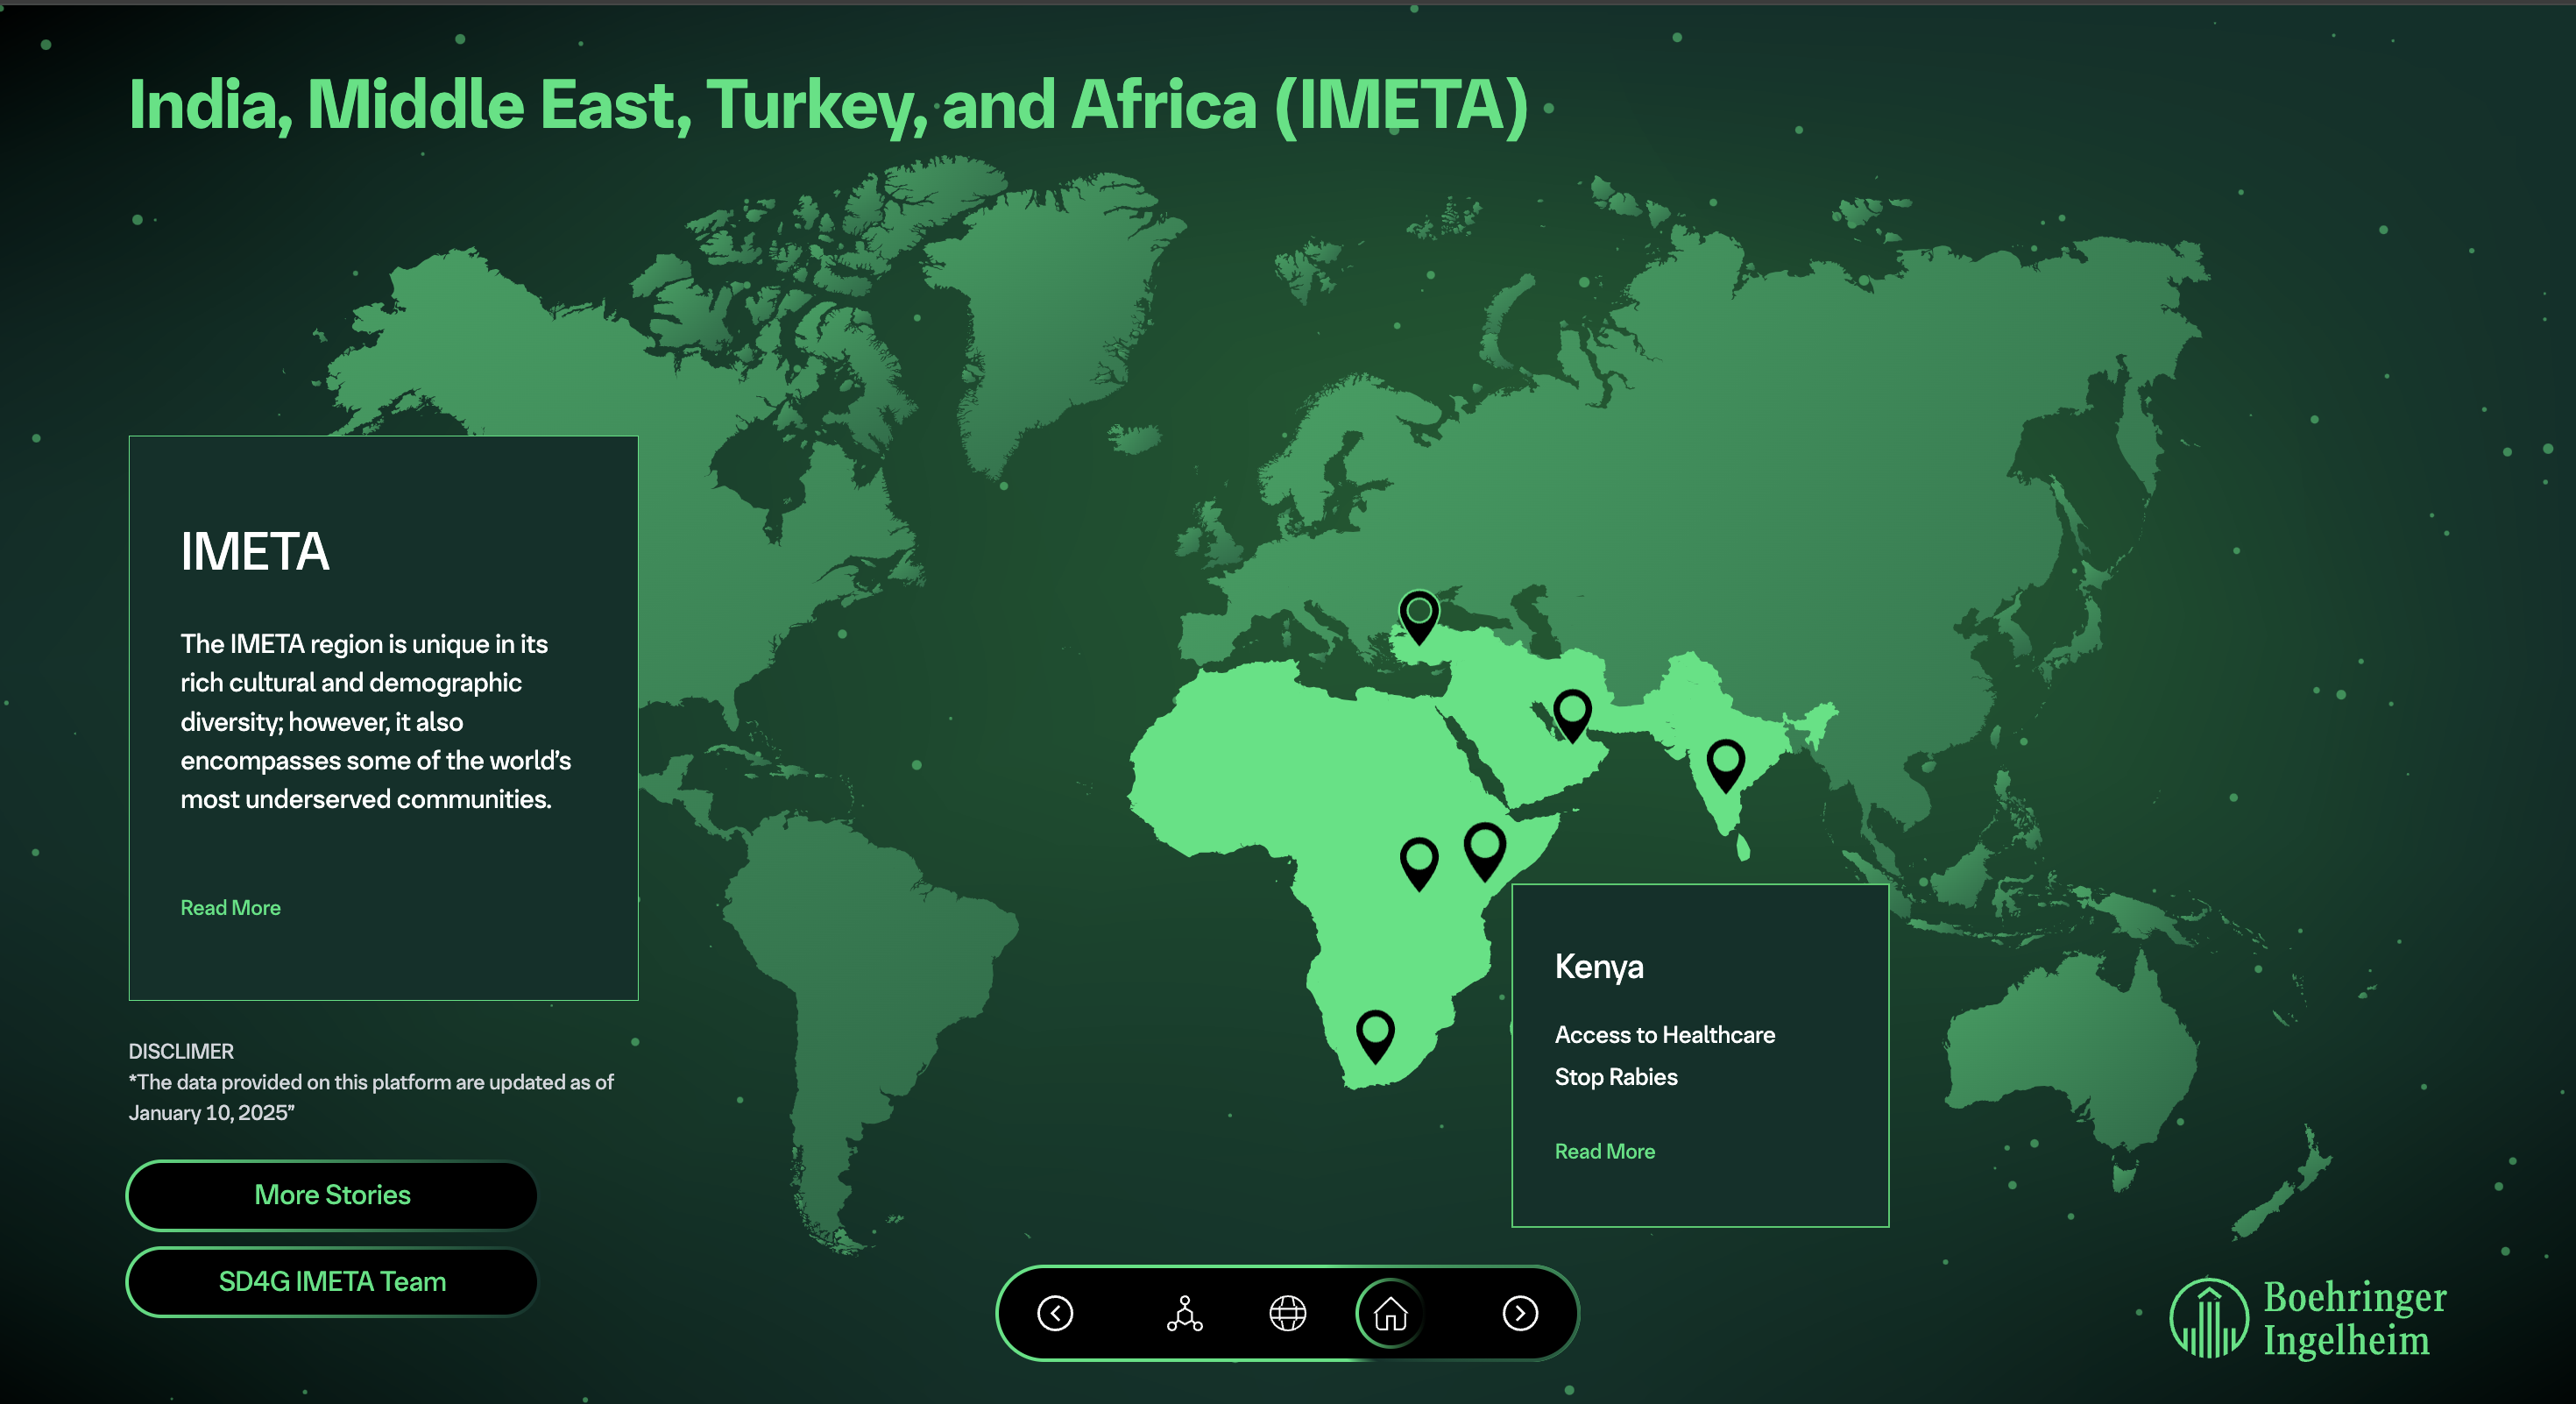 India, Middle East, Turkey, and Africa (IMETA)
IMETA
The IMETA region is unique in its
rich cultural and demographic
diversity; however, it also
encompasses some of the world’s
most underserved communities.
Read More
DISCLIMER
*The data provided on this platform are updated as of
January 10, 2025”
More Stories
SD4G IMETA Team
Kenya
Access to Healthcare
Stop Rabies
Read More
Boehringer
Ingelheim